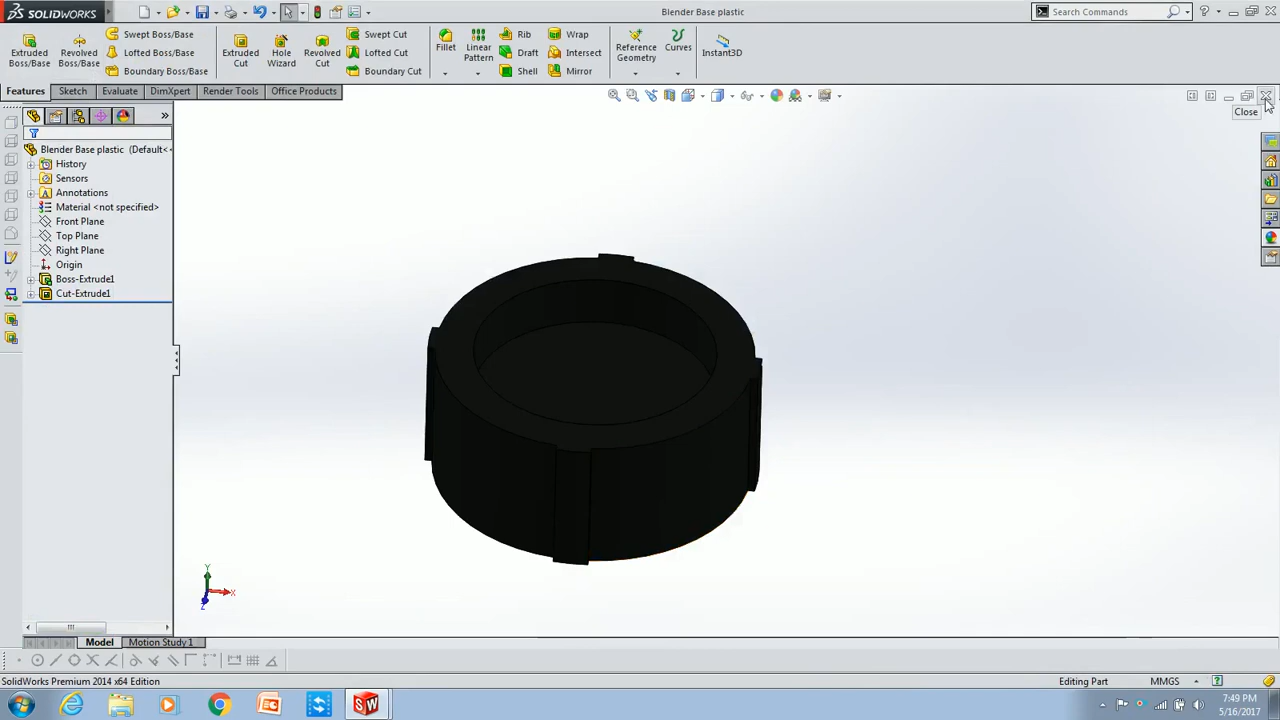 SOLIDWORKS
Blender Base plastic
Search Commands
Extruded Boss/Base
Revolved Boss/Base
Swept Boss/Base
Lofted Boss/Base
Boundary Boss/Base
Extruded Cut
Hole Wizard
Revolved Cut
Swept Cut
Lofted Cut
Boundary Cut
Fillet
Linear Pattern
Rib
Draft
Shell
Wrap
Intersect
Mirror
Reference Geometry
Curves
Instant3D
Features
Sketch
Evaluate
DimXpert
Render Tools
Office Products
Close
Blender Base plastic (Default<
History
Sensors
Annotations
Material <not specified>
Front Plane
Top Plane
Right Plane
Origin
Boss-Extrude1
Cut-Extrude1
Y
X
Z
Model
Motion Study 1
SolidWorks Premium 2014 x64 Edition
Editing Part
MMGS
7:49 PM
5/16/2017